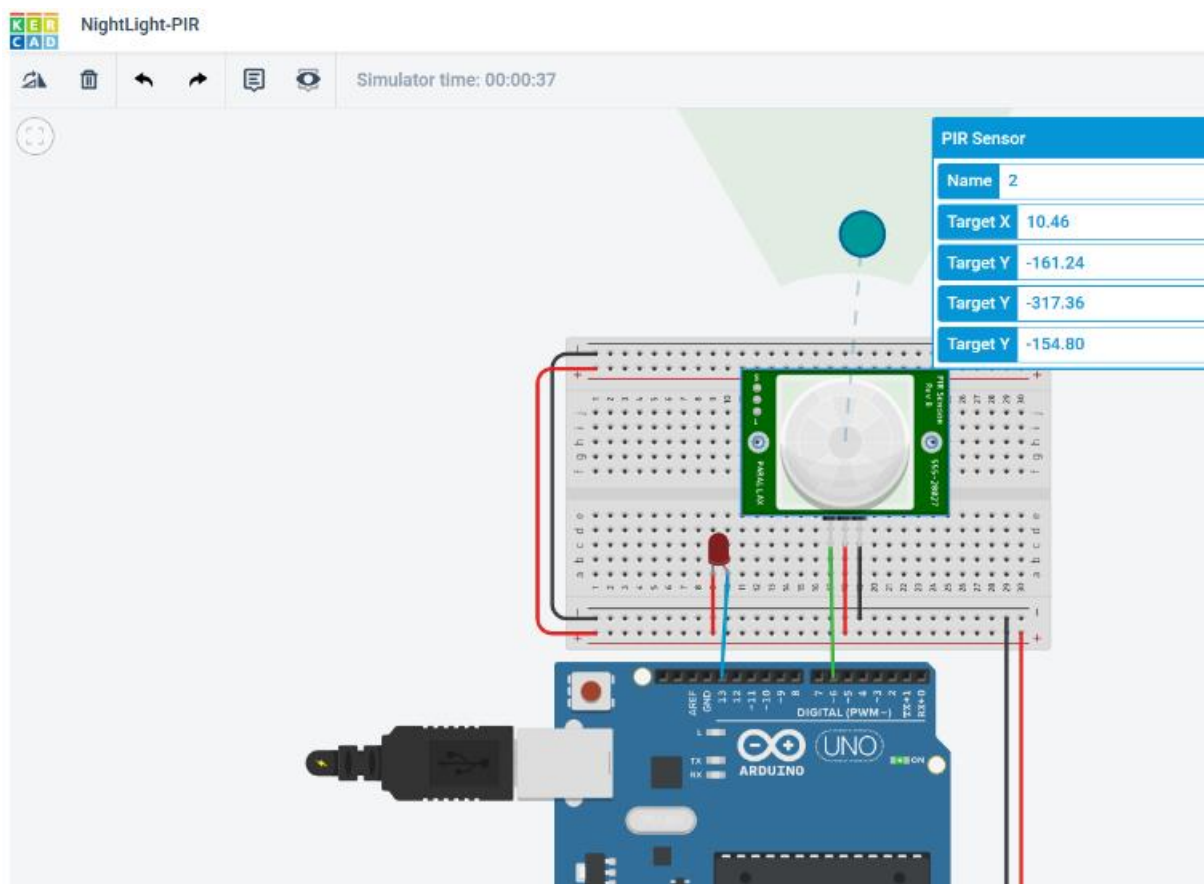 KER
CAD
NightLight-PIR
Simulator time: 00:00:37
PIR Sensor
Name 2
Target X 10.46
Target Y -161.24
Target Y -317.36
Target Y -154.80
PIR Sensor
Rev B
555-28027
PARALLAX
AREF
GND
13
12
~11
~10
~9
8
7
~6
~5
4
~3
2
TX→1
RX←0
DIGITAL (PWM~)
L
TX
RX
ARDUINO
UNO
ON